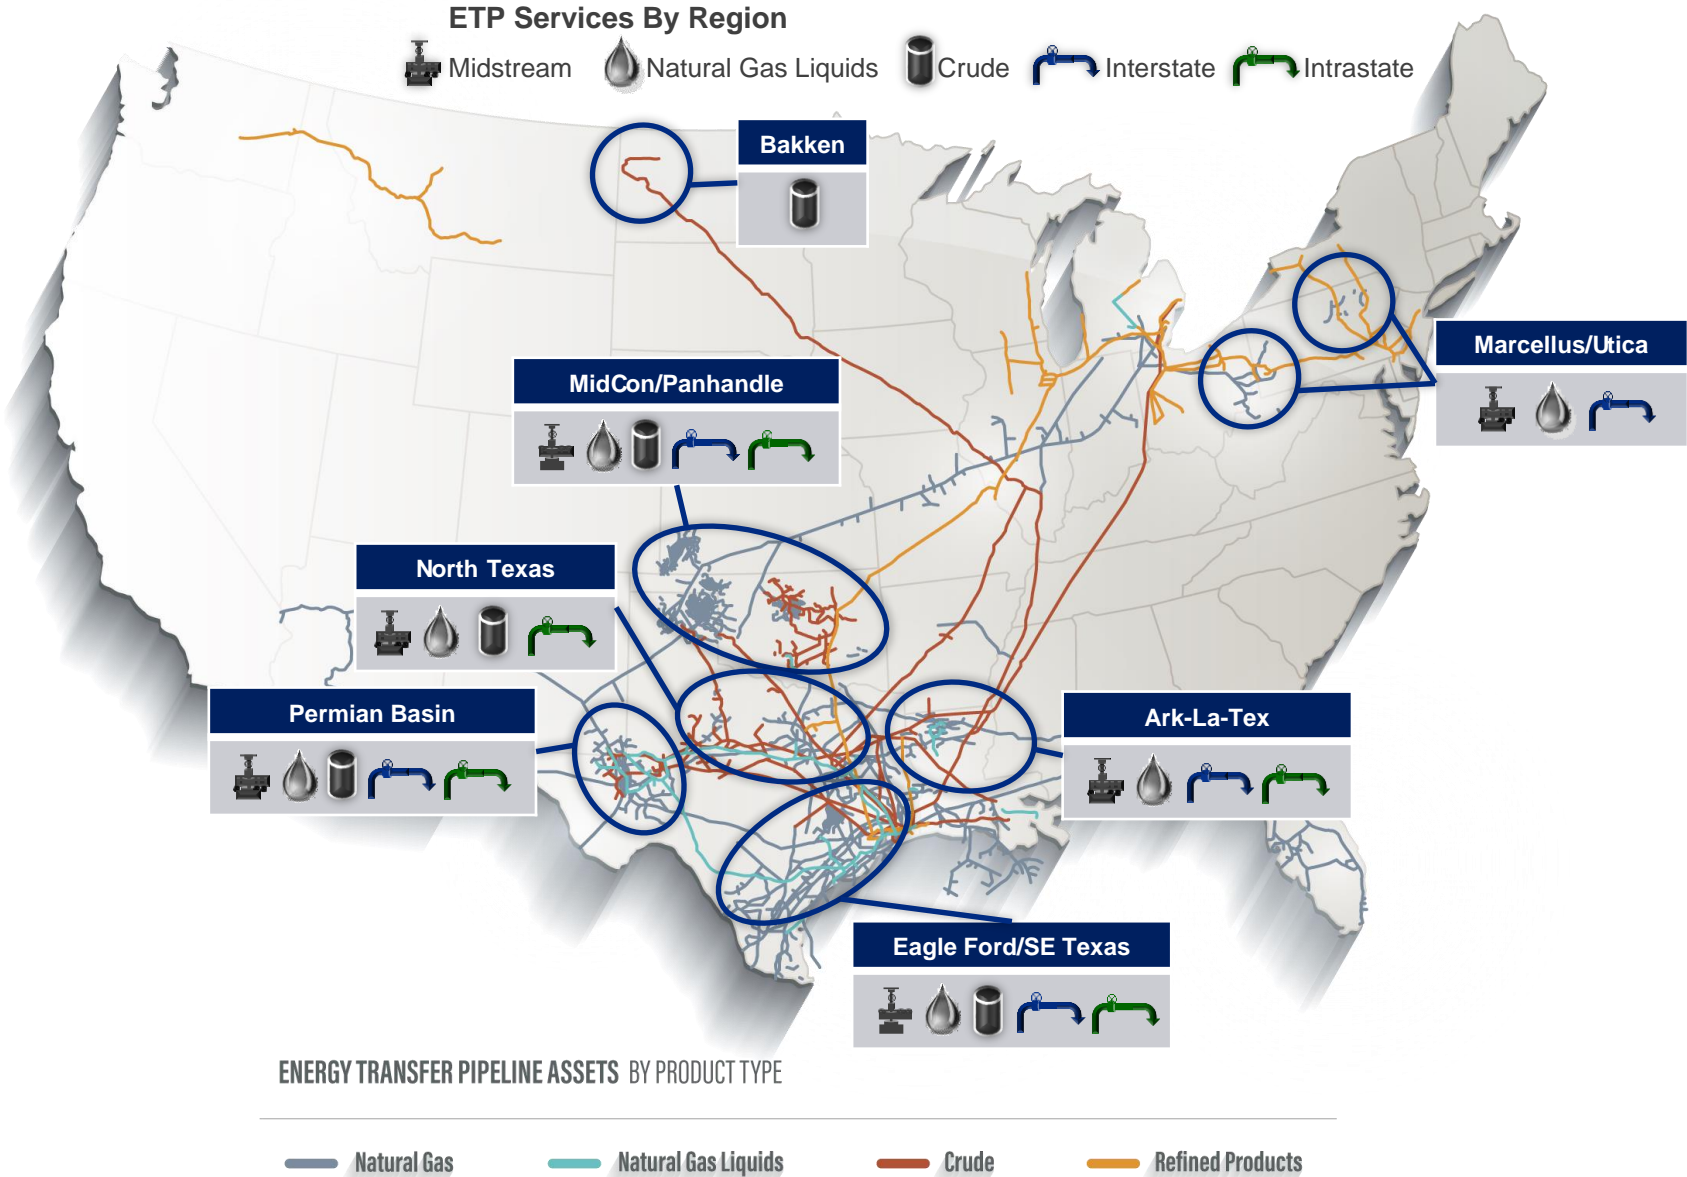 ETP Services By Region
Midstream Natural Gas Liquids Crude Interstate Intrastate
Bakken
Marcellus/Utica
MidCon/Panhandle
North Texas
Permian Basin
Ark-La-Tex
Eagle Ford/SE Texas
ENERGY TRANSFER PIPELINE ASSETS BY PRODUCT TYPE
Natural Gas Natural Gas Liquids Crude Refined Products